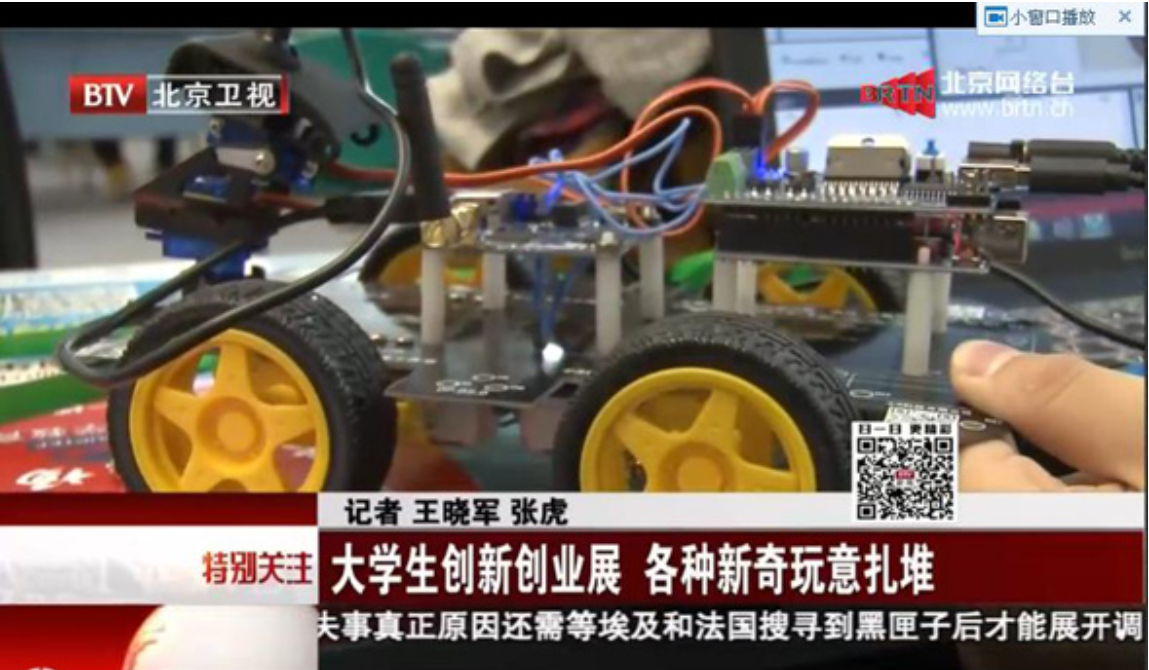 小窗口播放
BTV 北京卫视
BRTN 北京网络台
www.brtn.cn
扫一扫 更精彩
BTV
记者 王晓军 张虎
特别关注
大学生创新创业展 各种新奇玩意扎堆
失事真正原因还需等埃及和法国搜寻到黑匣子后才能展开调